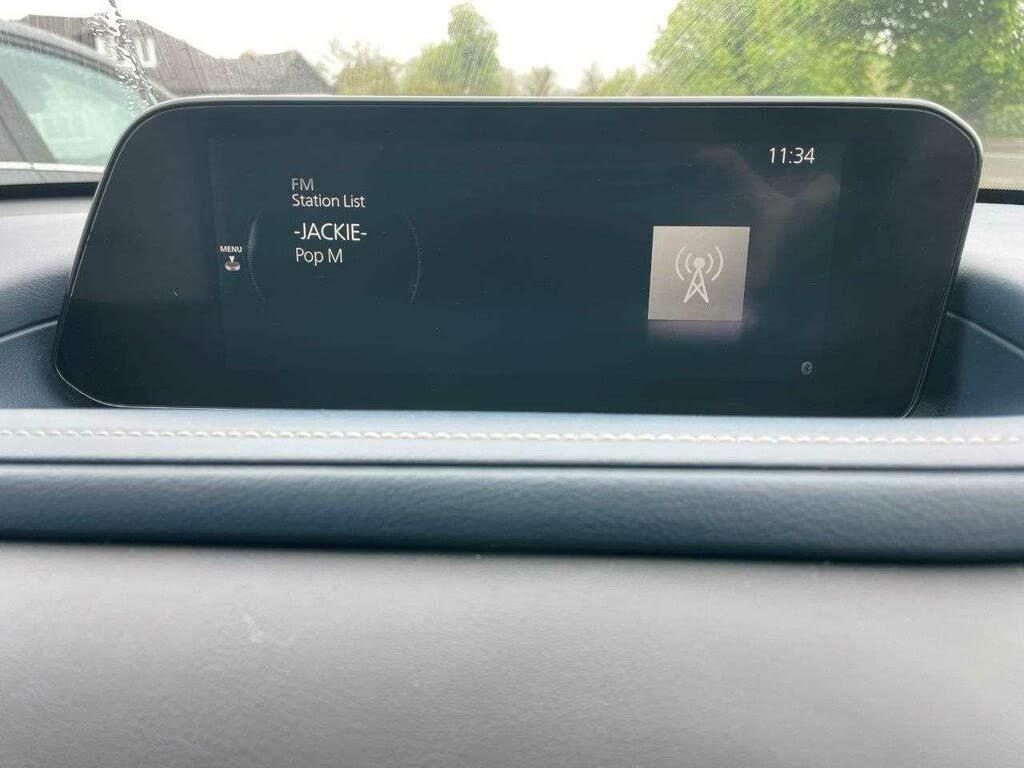 11:34
FM
Station List
-JACKIE-
Pop M
MENU